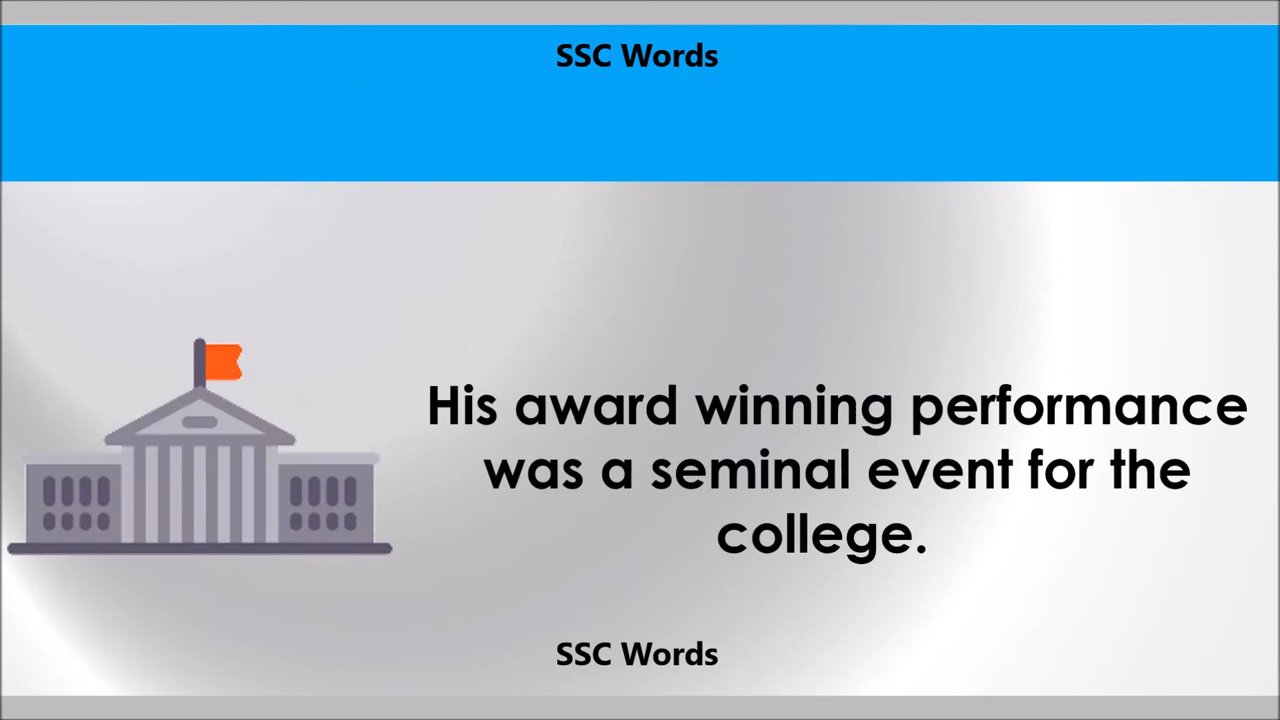 SSC Words
His award winning performance
was a seminal event for the
college.
SSC Words